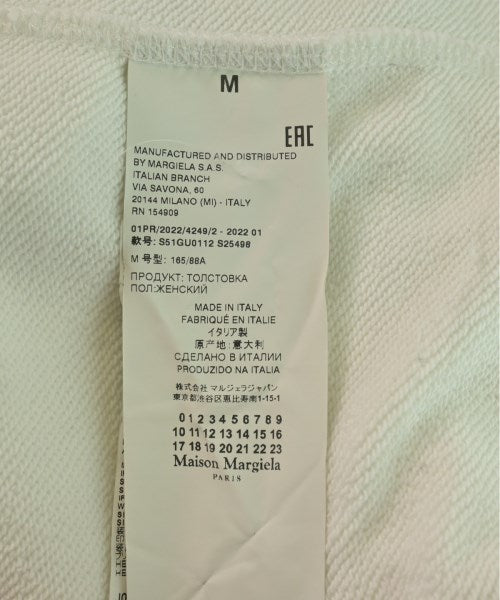 M
EAC
MANUFACTURED AND DISTRIBUTED
BY MARGIELA S.A.S.
ITALIAN BRANCH
VIA SAVONA, 60
20144 MILANO (MI) - ITALY
RN 154909
01PR/2022/4249/2 - 2022 01
款号: S51GU0112 S25498
M 号型: 165/88A
ПРОДУКТ: ТОЛСТОВКА
ПОЛ:ЖЕНСКИЙ
MADE IN ITALY
FABRIQUÉ EN ITALIE
イタリア製
原产地: 意大利
СДЕЛАНО В ИТАЛИИ
PRODUZIDO NA ITALIA
株式会社 マルジェラジャパン
東京都渋谷区恵比寿南1-15-1
0 1 2 3 4 5 6 7 8 9
10 11 12 13 14 15 16
17 18 19 20 21 22 23
Maison Margiela
PARIS